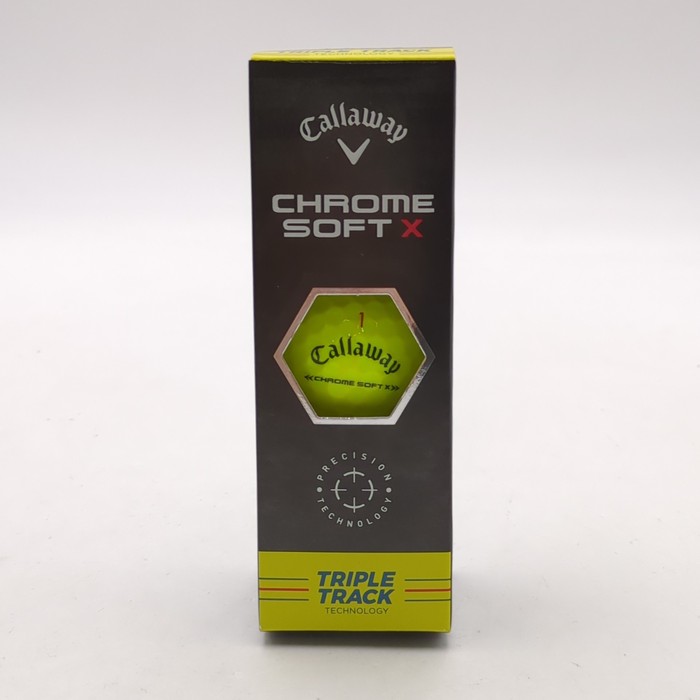 TRIPLE TRACK
Callaway
CHROME
SOFT X
1
Callaway
CHROME SOFT X
PRECISION
TECHNOLOGY
TRIPLE
TRACK
TECHNOLOGY